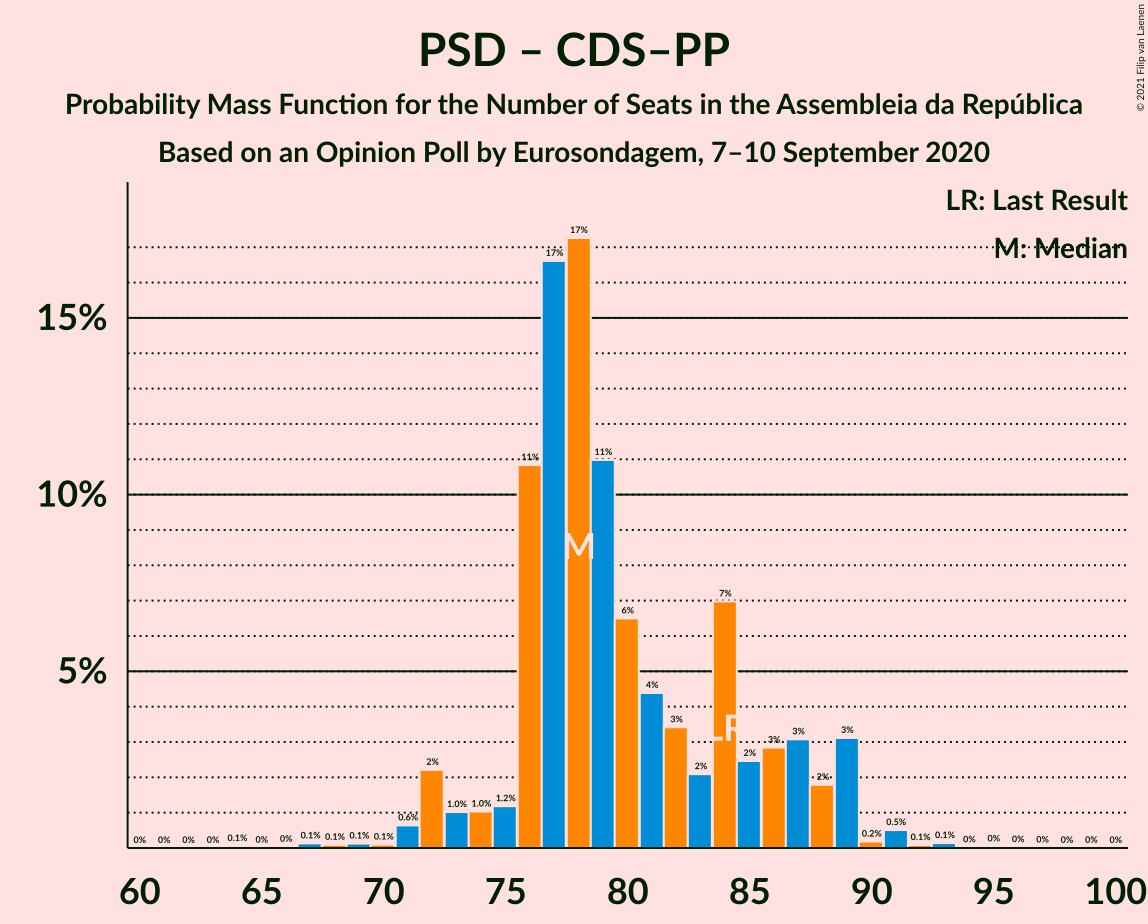 PSD – CDS–PP
Probability Mass Function for the Number of Seats in the Assembleia da República
Based on an Opinion Poll by Eurosondagem, 7–10 September 2020
© 2021 Filip van Laenen
LR: Last Result
M: Median
15%
10%
5%
0% 0% 0% 0% 0.1% 0% 0% 0.1% 0.1% 0.1% 0.1% 0.6% 2% 1.0% 1.0% 1.2% 11% 17% 17% 11% 6% 4% 3% 2% 7% 2% 3% 3% 2% 3% 0.2% 0.5% 0.1% 0.1% 0% 0% 0% 0% 0% 0% 0%
M
LR
60 65 70 75 80 85 90 95 100